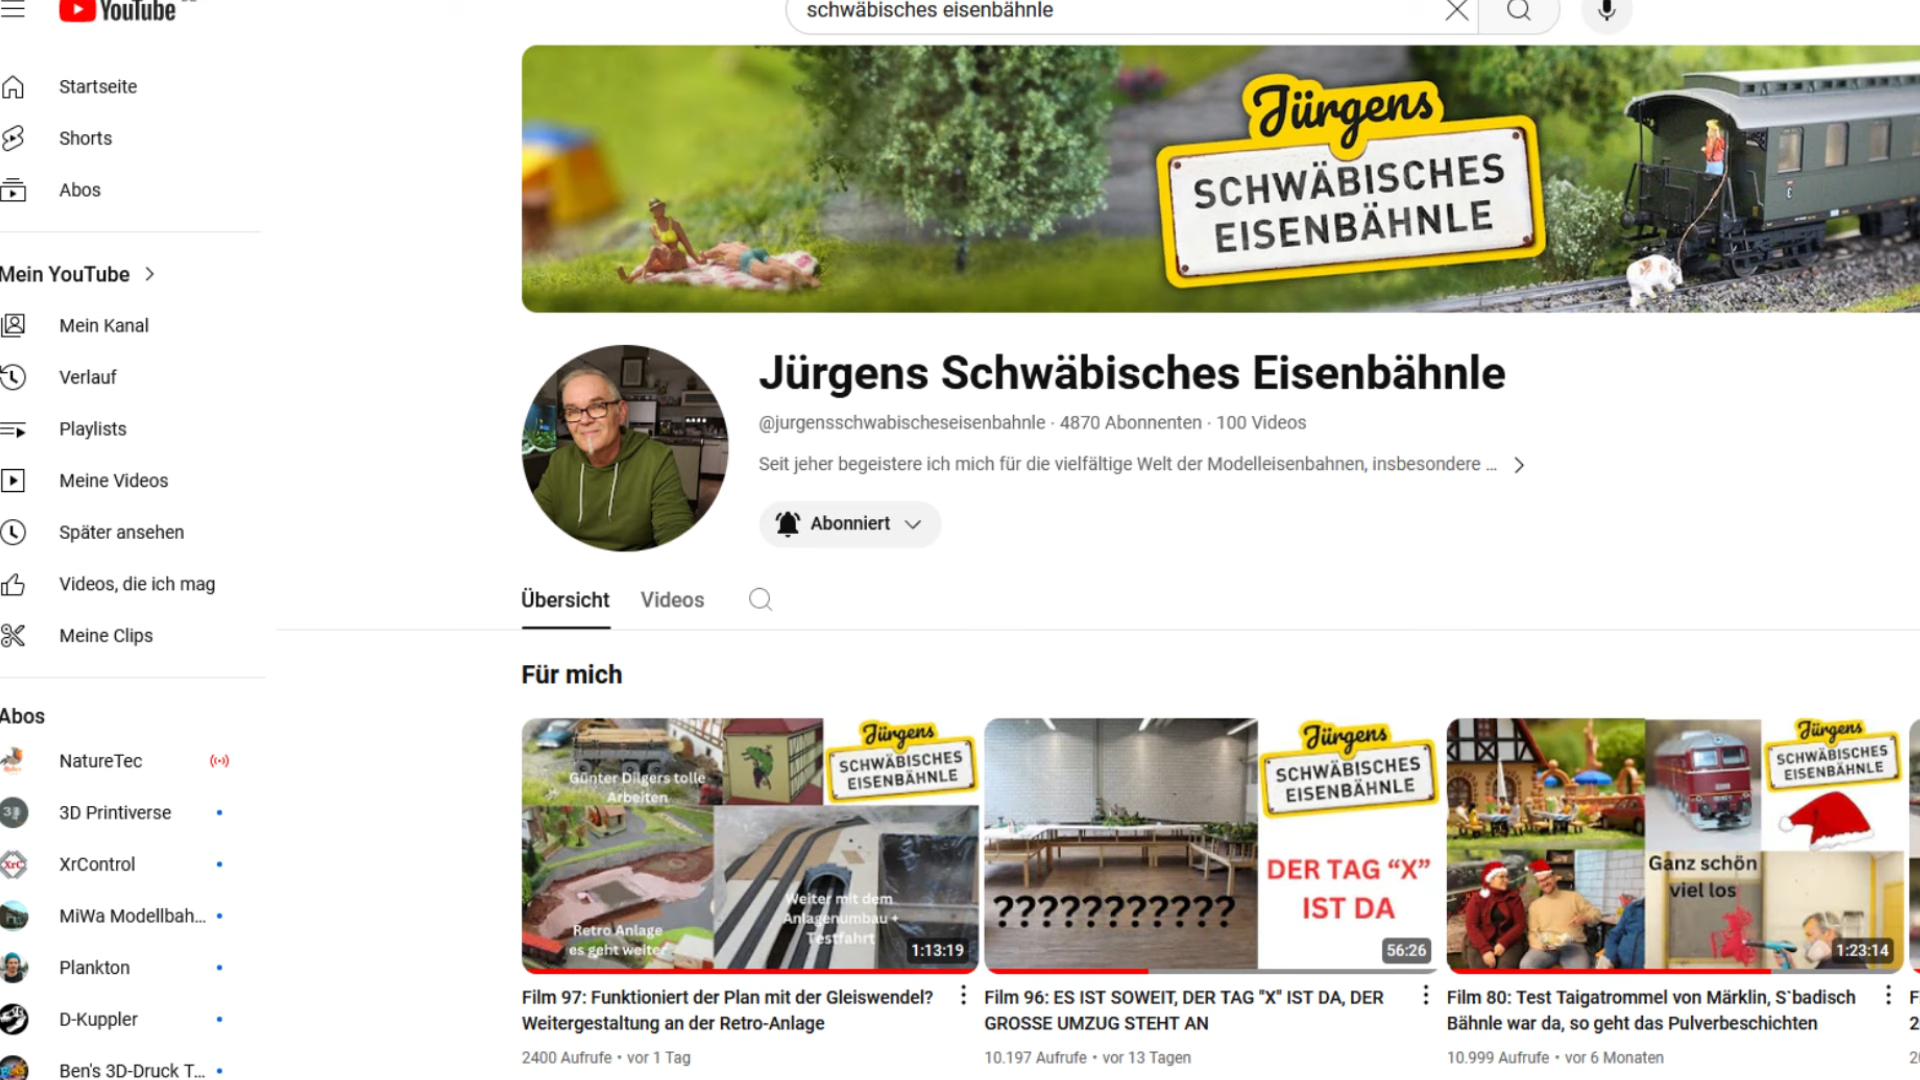 YouTube
schwäbisches eisenbähnle
Startseite
Shorts
Abos
Mein YouTube
Mein Kanal
Verlauf
Playlists
Meine Videos
Später ansehen
Videos, die ich mag
Meine Clips
Abos
NatureTec
3D Printiverse
XrControl
MiWa Modellbah...
Plankton
D-Kuppler
Ben's 3D-Druck T...
Jürgens
SCHWÄBISCHES
EISENBÄHNLE
Jürgens Schwäbisches Eisenbähnle
@jurgensschwabischeseisenbahnle · 4870 Abonnenten · 100 Videos
Seit jeher begeistere ich mich für die vielfältige Welt der Modelleisenbahnen, insbesondere ...
Abonniert
Übersicht
Videos
Für mich
Günter Dilgers tolle
Arbeiten
Jürgens
SCHWÄBISCHES
EISENBÄHNLE
Weiter mit dem
Anlagenumbau +
Testfahrt
Retro Anlage
es geht weiter
1:13:19
Film 97: Funktioniert der Plan mit der Gleiswendel?
Weitergestaltung an der Retro-Anlage
2400 Aufrufe • vor 1 Tag
Jürgens
SCHWÄBISCHES
EISENBÄHNLE
DER TAG “X”
IST DA
???????????
56:26
Film 96: ES IST SOWEIT, DER TAG "X" IST DA, DER
GROSSE UMZUG STEHT AN
10.197 Aufrufe • vor 13 Tagen
Jürgens
SCHWÄBISCHES
EISENBÄHNLE
Ganz schön
viel los
1:23:14
Film 80: Test Taigatrommel von Märklin, S`badisch
Bähnle war da, so geht das Pulverbeschichten
10.999 Aufrufe • vor 6 Monaten